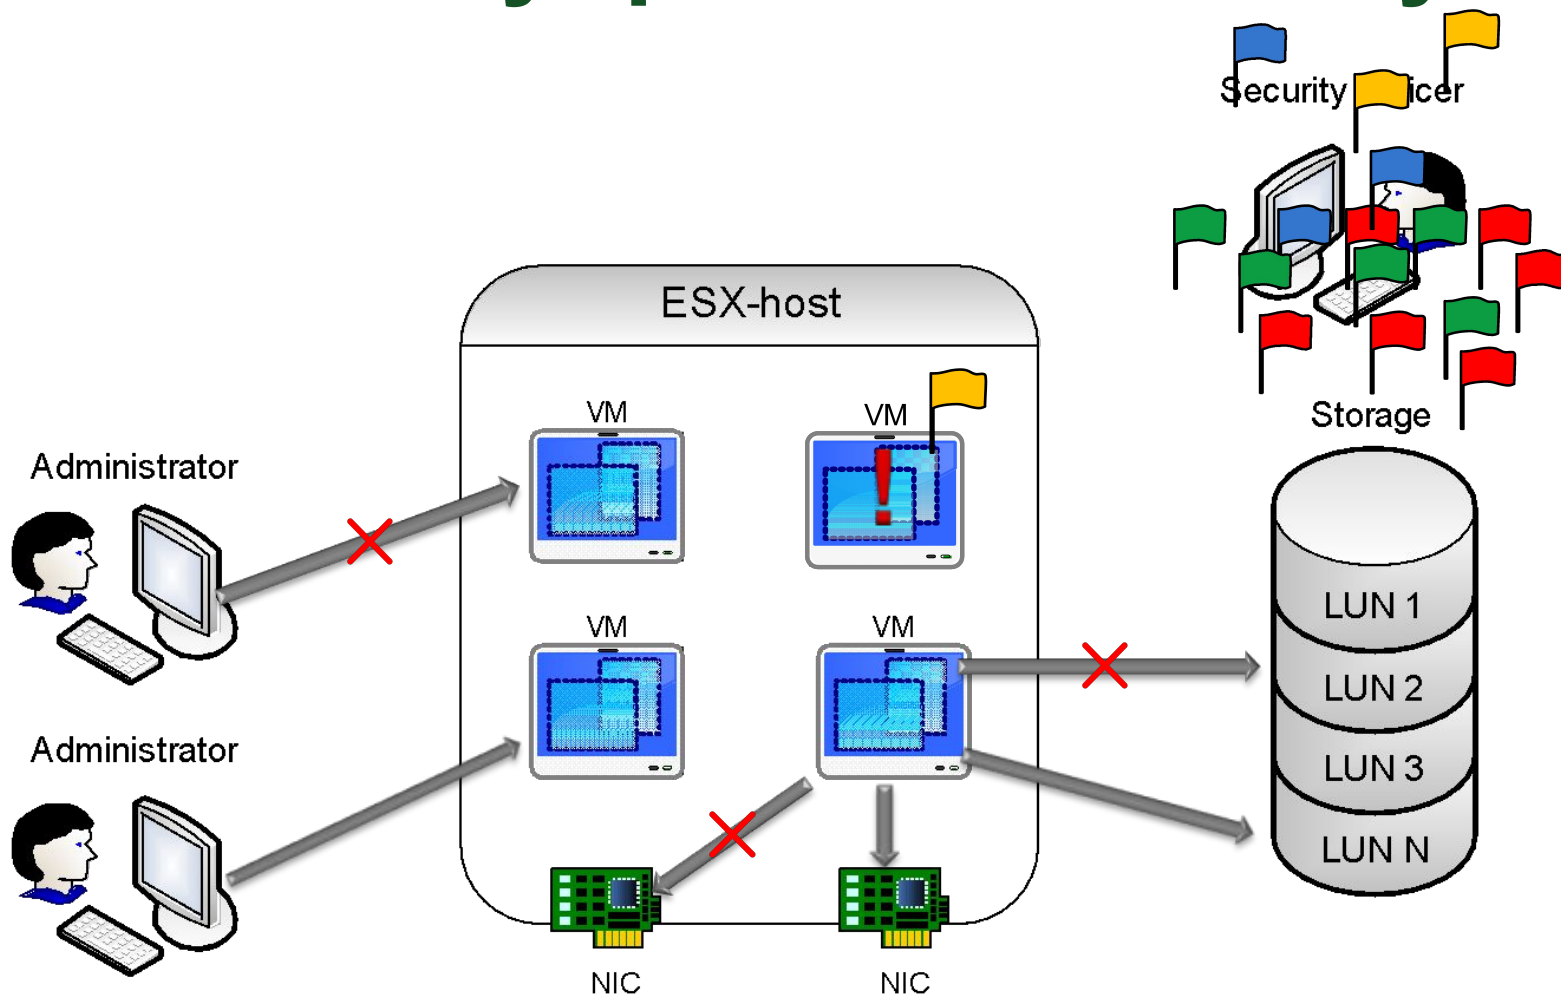 Security
ESX-host
VM
VM
Storage
Administrator
LUN 1
VM
VM
LUN 2
Administrator
LUN 3
LUN N
NIC
NIC